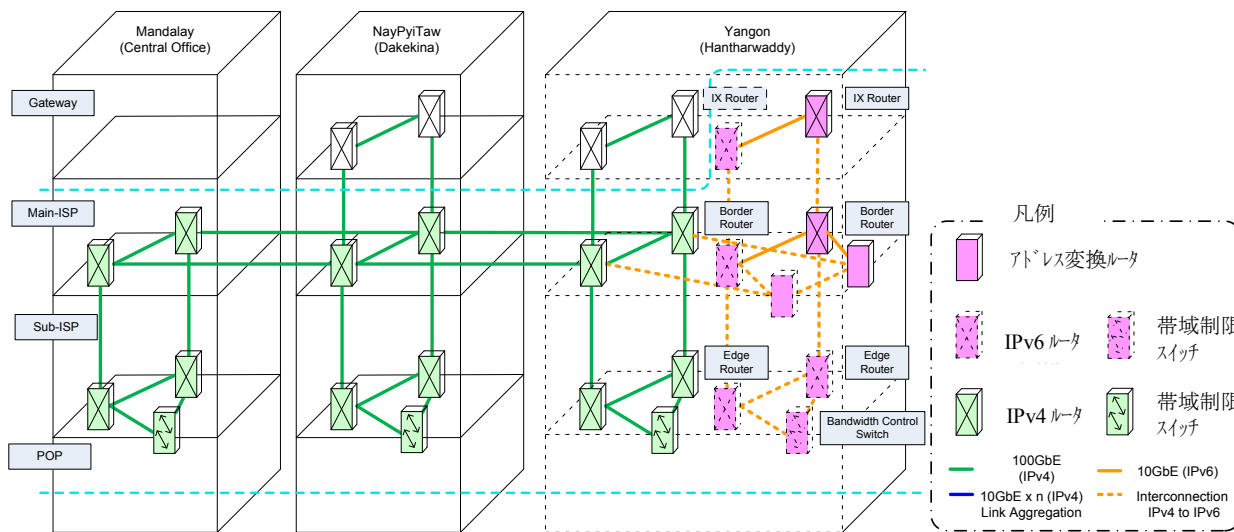 Mandalay
(Central Office)
NayPyiTaw
(Dakekina)
Yangon
(Hantharwaddy)
Gateway
IX Router
IX Router
Main-ISP
Border
Router
Border
Router
Sub-ISP
Edge
Router
Edge
Router
Bandwidth Control
Switch
POP
凡例
アドレス変換ルータ
IPv6 ルータ
帯域制限
スイッチ
IPv4 ルータ
帯域制限
スイッチ
100GbE
(IPv4)
10GbE (IPv6)
10GbE x n (IPv4)
Link Aggregation
Interconnection
IPv4 to IPv6